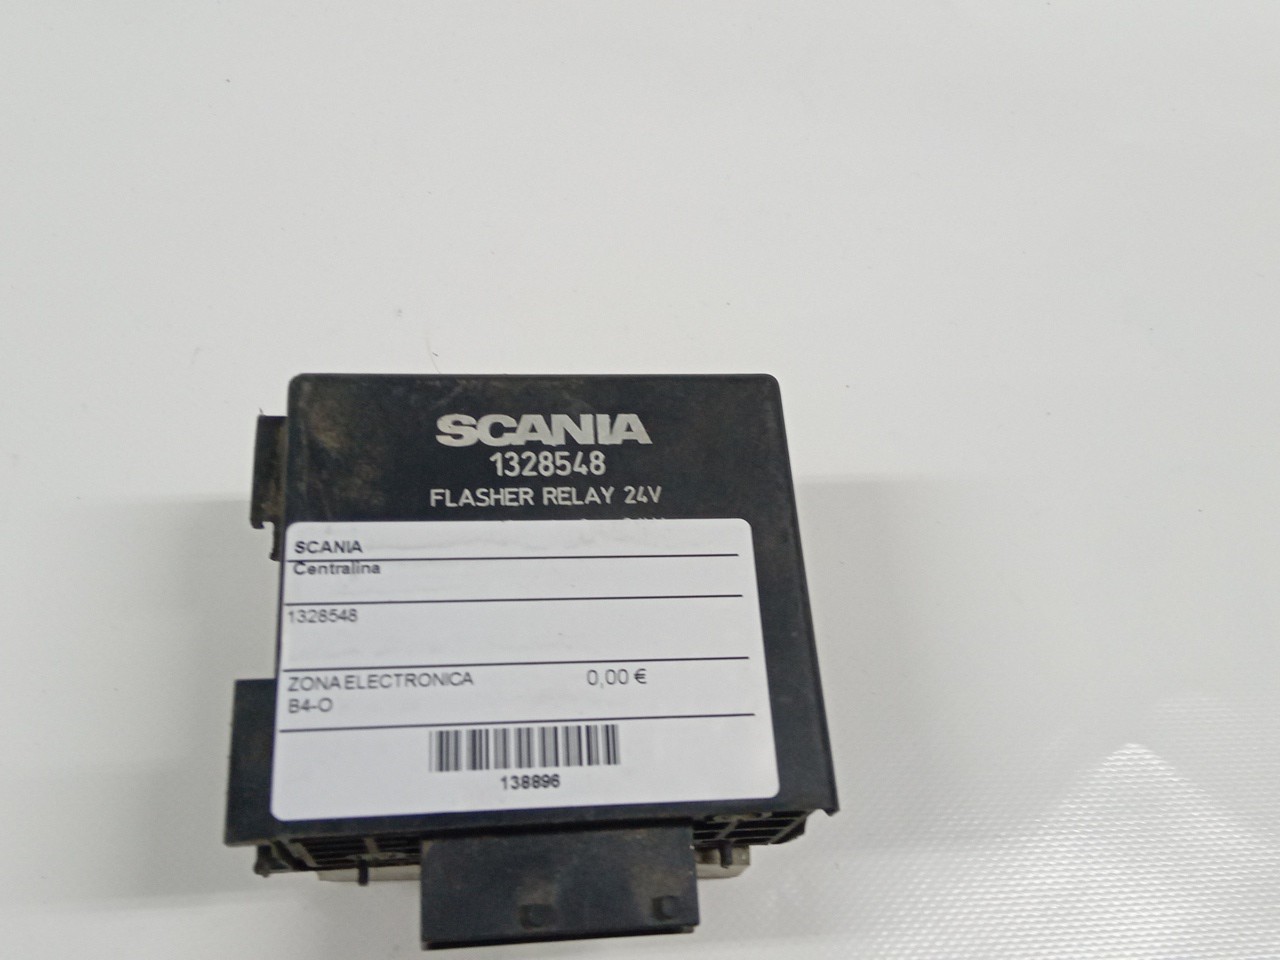 SCANIA
1328548
FLASHER RELAY 24V
SCANIA
Centralina
1328548
ZONA ELECTRONICA 0,00 €
B4-O
138896